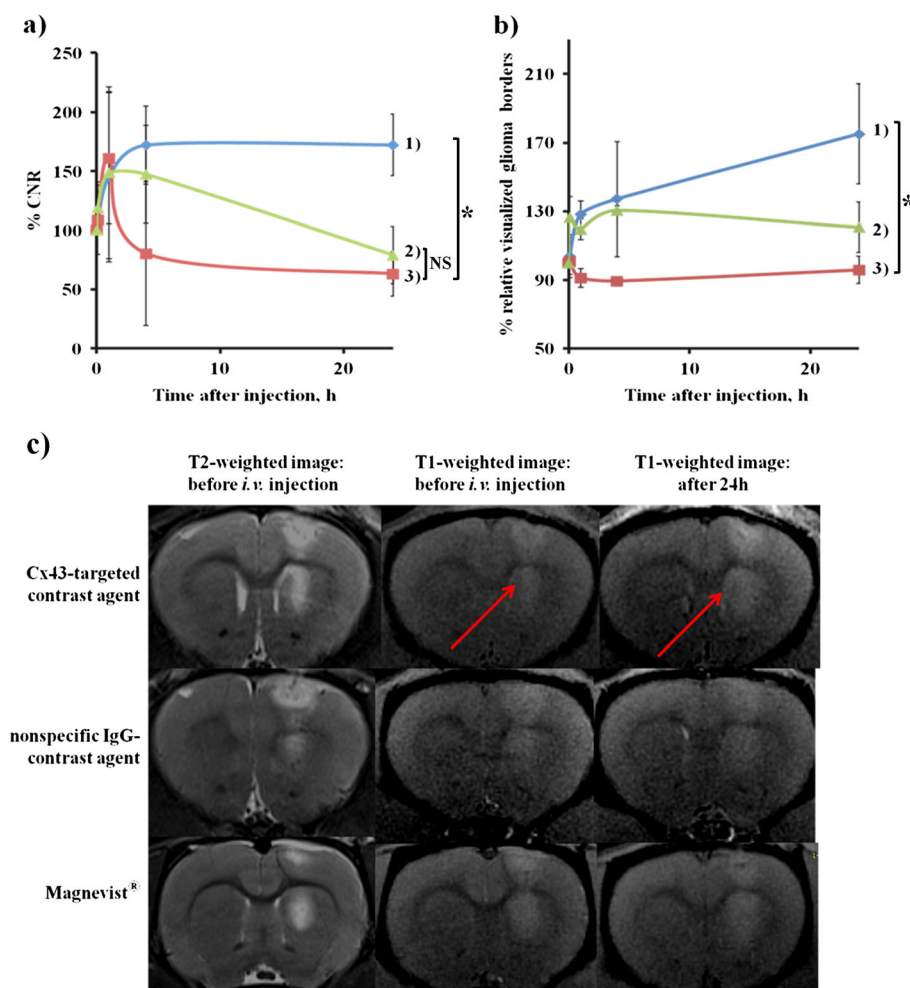 a)
b)
250
200
150
100
50
0
% CNR
1)
2)
3)
NS
*
0
10
20
Time after injection, h
210
170
130
90
50
% relative visualized glioma borders
1)
2)
3)
*
0
10
20
Time after injection, h
c)
T2-weighted image:
before i.v. injection
T1-weighted image:
before i.v. injection
T1-weighted image:
after 24h
Cx43-targeted
contrast agent
nonspecific IgG-
contrast agent
Magnevist®